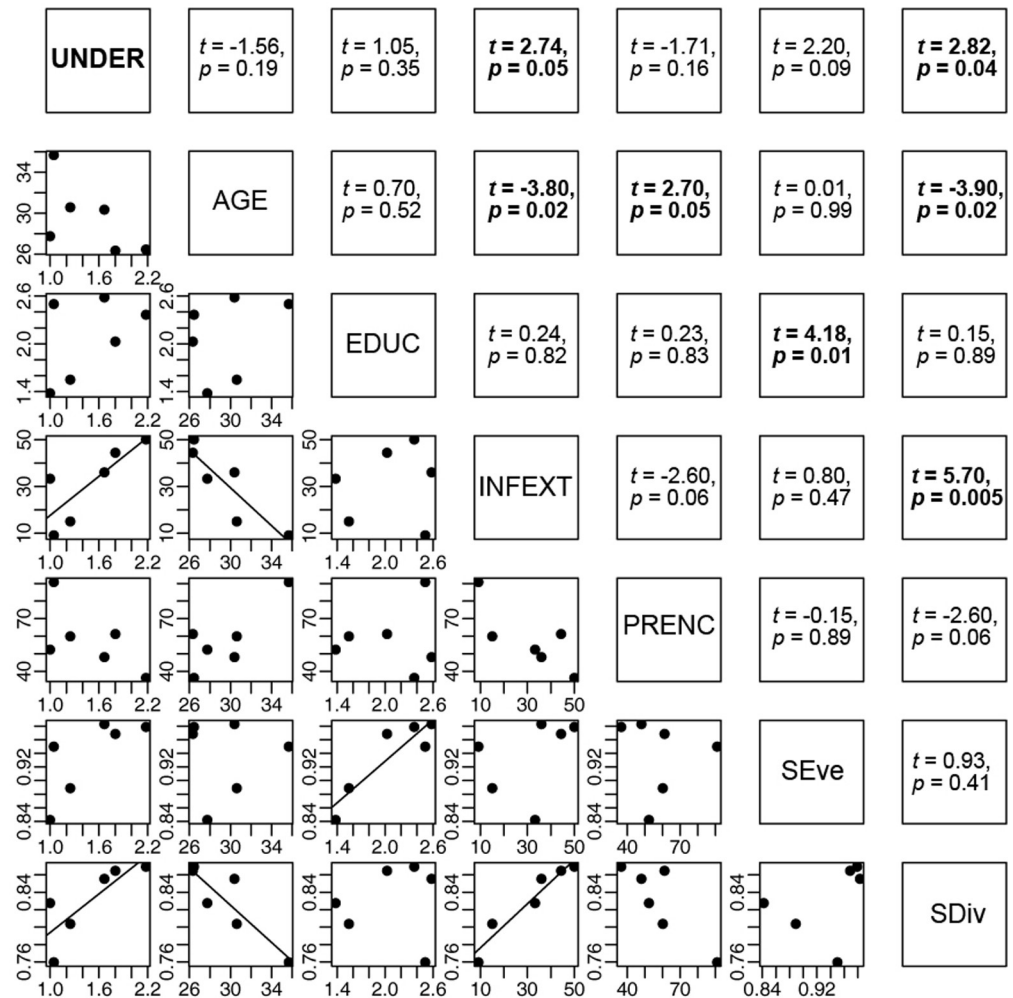 UNDER
t = -1.56,
p = 0.19
t = 1.05,
p = 0.35
t = 2.74,
p = 0.05
t = -1.71,
p = 0.16
t = 2.20,
p = 0.09
t = 2.82,
p = 0.04
26 30 34
1.0 1.6 2.2
AGE
t = 0.70,
p = 0.52
t = -3.80,
p = 0.02
t = 2.70,
p = 0.05
t = 0.01,
p = 0.99
t = -3.90,
p = 0.02
1.4 2.0 2.6
1.0 1.6 2.2
1.4 2.0 2.6
26 30 34
EDUC
t = 0.24,
p = 0.82
t = 0.23,
p = 0.83
t = 4.18,
p = 0.01
t = 0.15,
p = 0.89
10 30 50
1.0 1.6 2.2
10 30 50
26 30 34
10 30 50
1.4 2.0 2.6
INFEXT
t = -2.60,
p = 0.06
t = 0.80,
p = 0.47
t = 5.70,
p = 0.005
40 70
1.0 1.6 2.2
40 70
26 30 34
40 70
1.4 2.0 2.6
40 70
10 30 50
PRENC
t = -0.15,
p = 0.89
t = -2.60,
p = 0.06
0.84 0.92
1.0 1.6 2.2
0.84 0.92
26 30 34
0.84 0.92
1.4 2.0 2.6
0.84 0.92
10 30 50
0.84 0.92
40 70
SEve
t = 0.93,
p = 0.41
0.76 0.84
1.0 1.6 2.2
0.76 0.84
26 30 34
0.76 0.84
1.4 2.0 2.6
0.76 0.84
10 30 50
0.76 0.84
40 70
0.76 0.84
0.84 0.92
SDiv